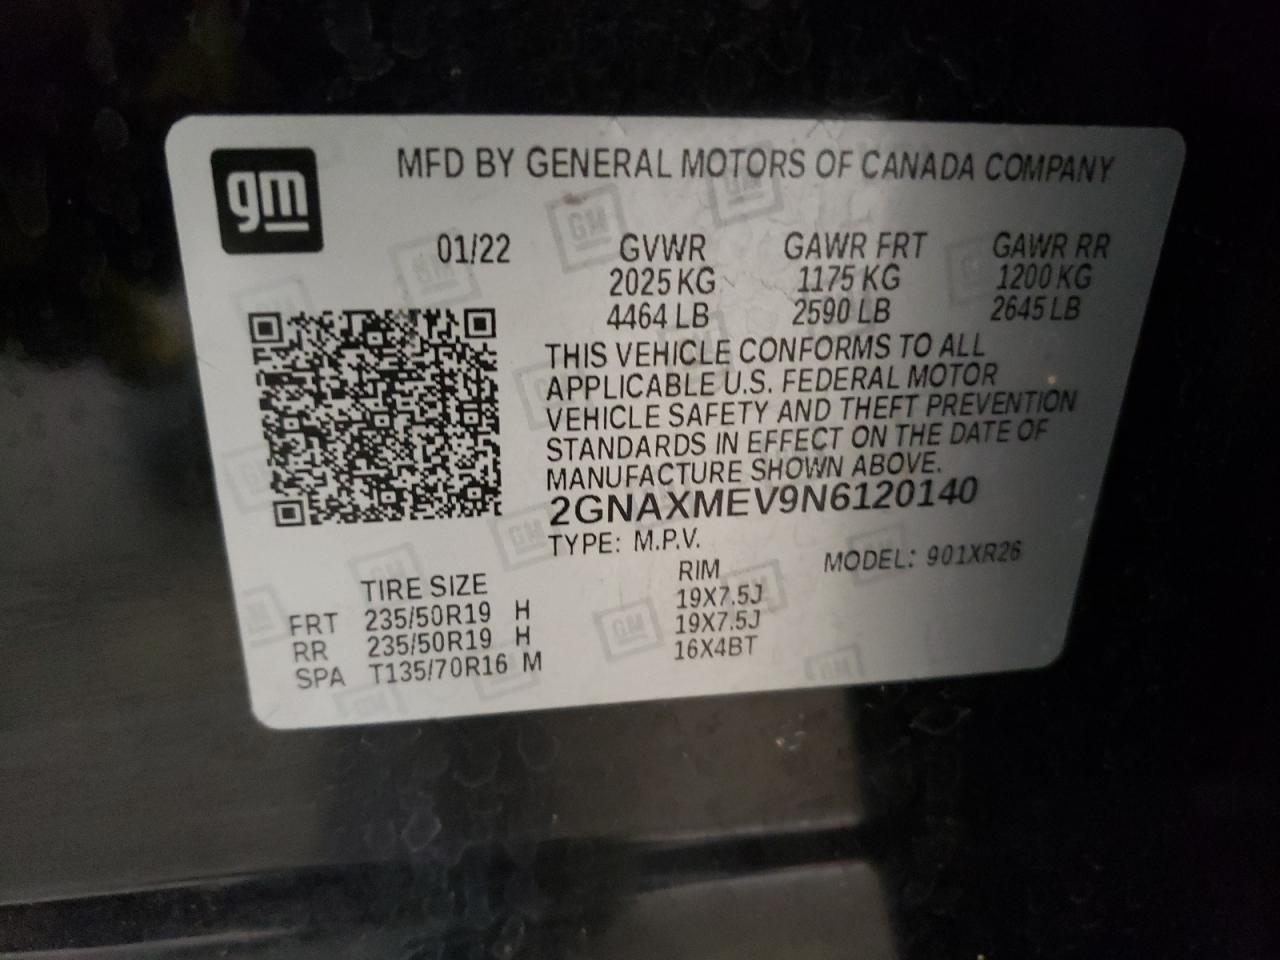 gm
MFD BY GENERAL MOTORS OF CANADA COMPANY
01/22 GVWR GAWR FRT GAWR RR
2025 KG 1175 KG 1200 KG
4464 LB 2590 LB 2645 LB
THIS VEHICLE CONFORMS TO ALL
APPLICABLE U.S. FEDERAL MOTOR
VEHICLE SAFETY AND THEFT PREVENTION
STANDARDS IN EFFECT ON THE DATE OF
MANUFACTURE SHOWN ABOVE.
2GNAXMEV9N6120140
TYPE: M.P.V. MODEL: 901XR26
TIRE SIZE RIM
FRT 235/50R19 H 19X7.5J
RR 235/50R19 H 19X7.5J
SPA T135/70R16 M 16X4BT